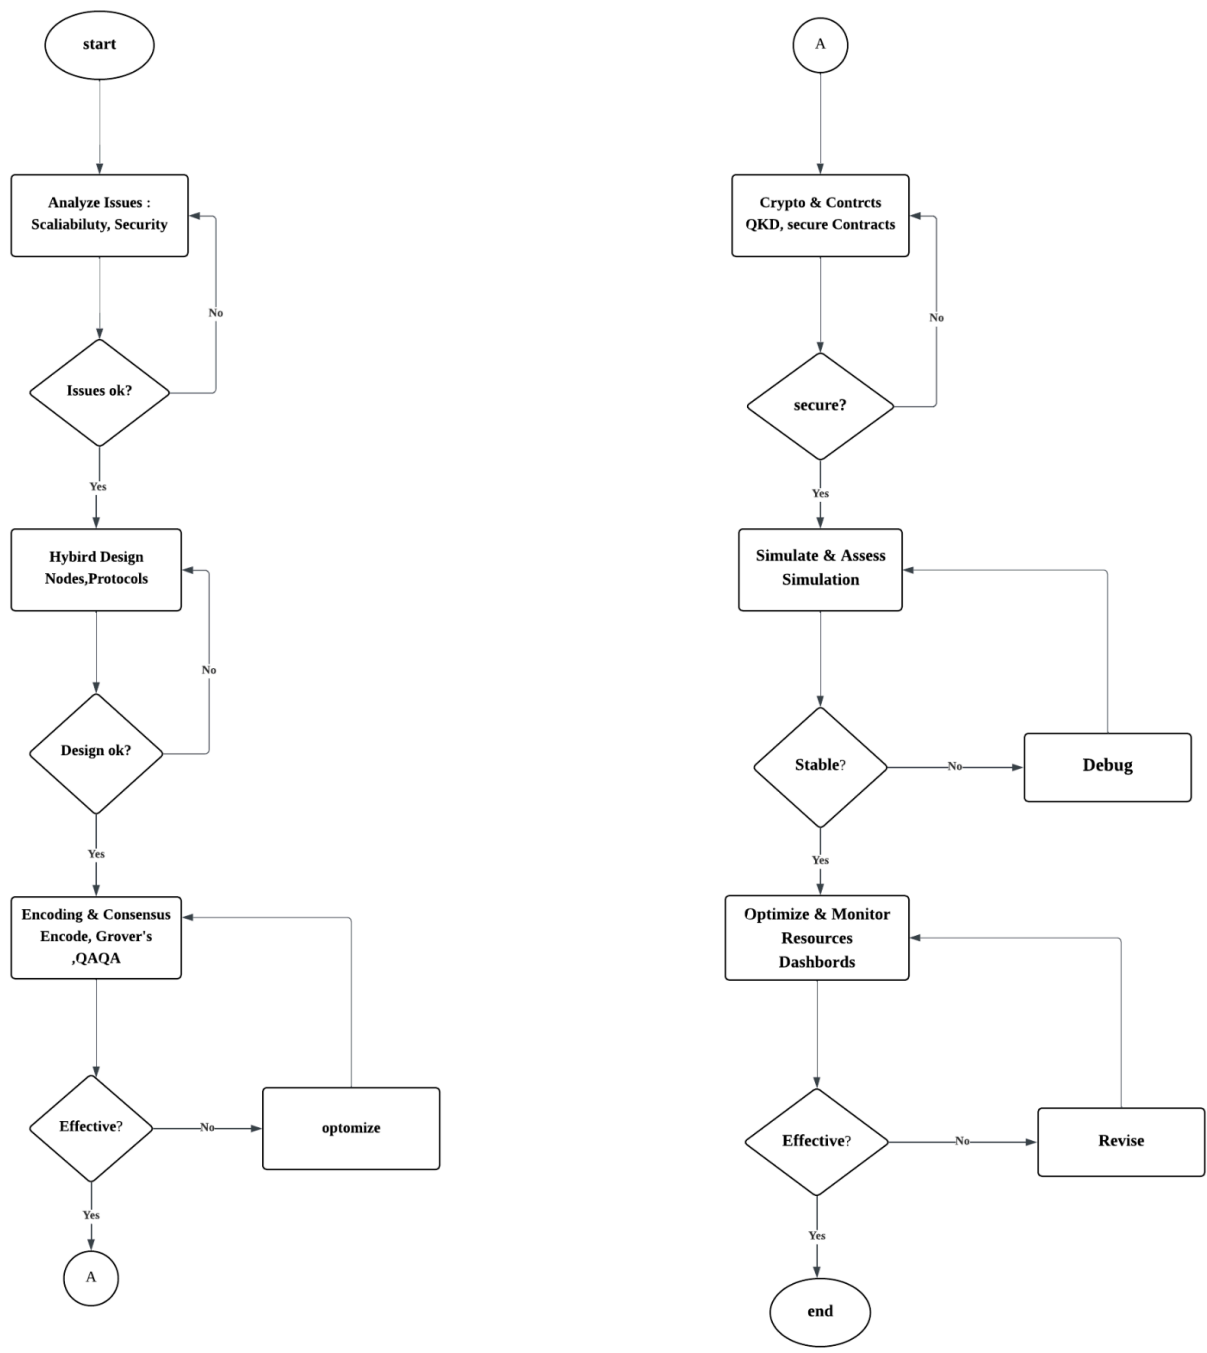 start
Analyze Issues :
Scaliabiluty, Security
No
Issues ok?
Yes
Hybird Design
Nodes,Protocols
No
Design ok?
Yes
Encoding & Consensus
Encode, Grover's
,QAQA
Effective?
No
optomize
Yes
A
A
Crypto & Contrcts
QKD, secure Contracts
No
secure?
Yes
Simulate & Assess
Simulation
Stable?
No
Debug
Yes
Optimize & Monitor
Resources
Dashbords
Effective?
No
Revise
Yes
end